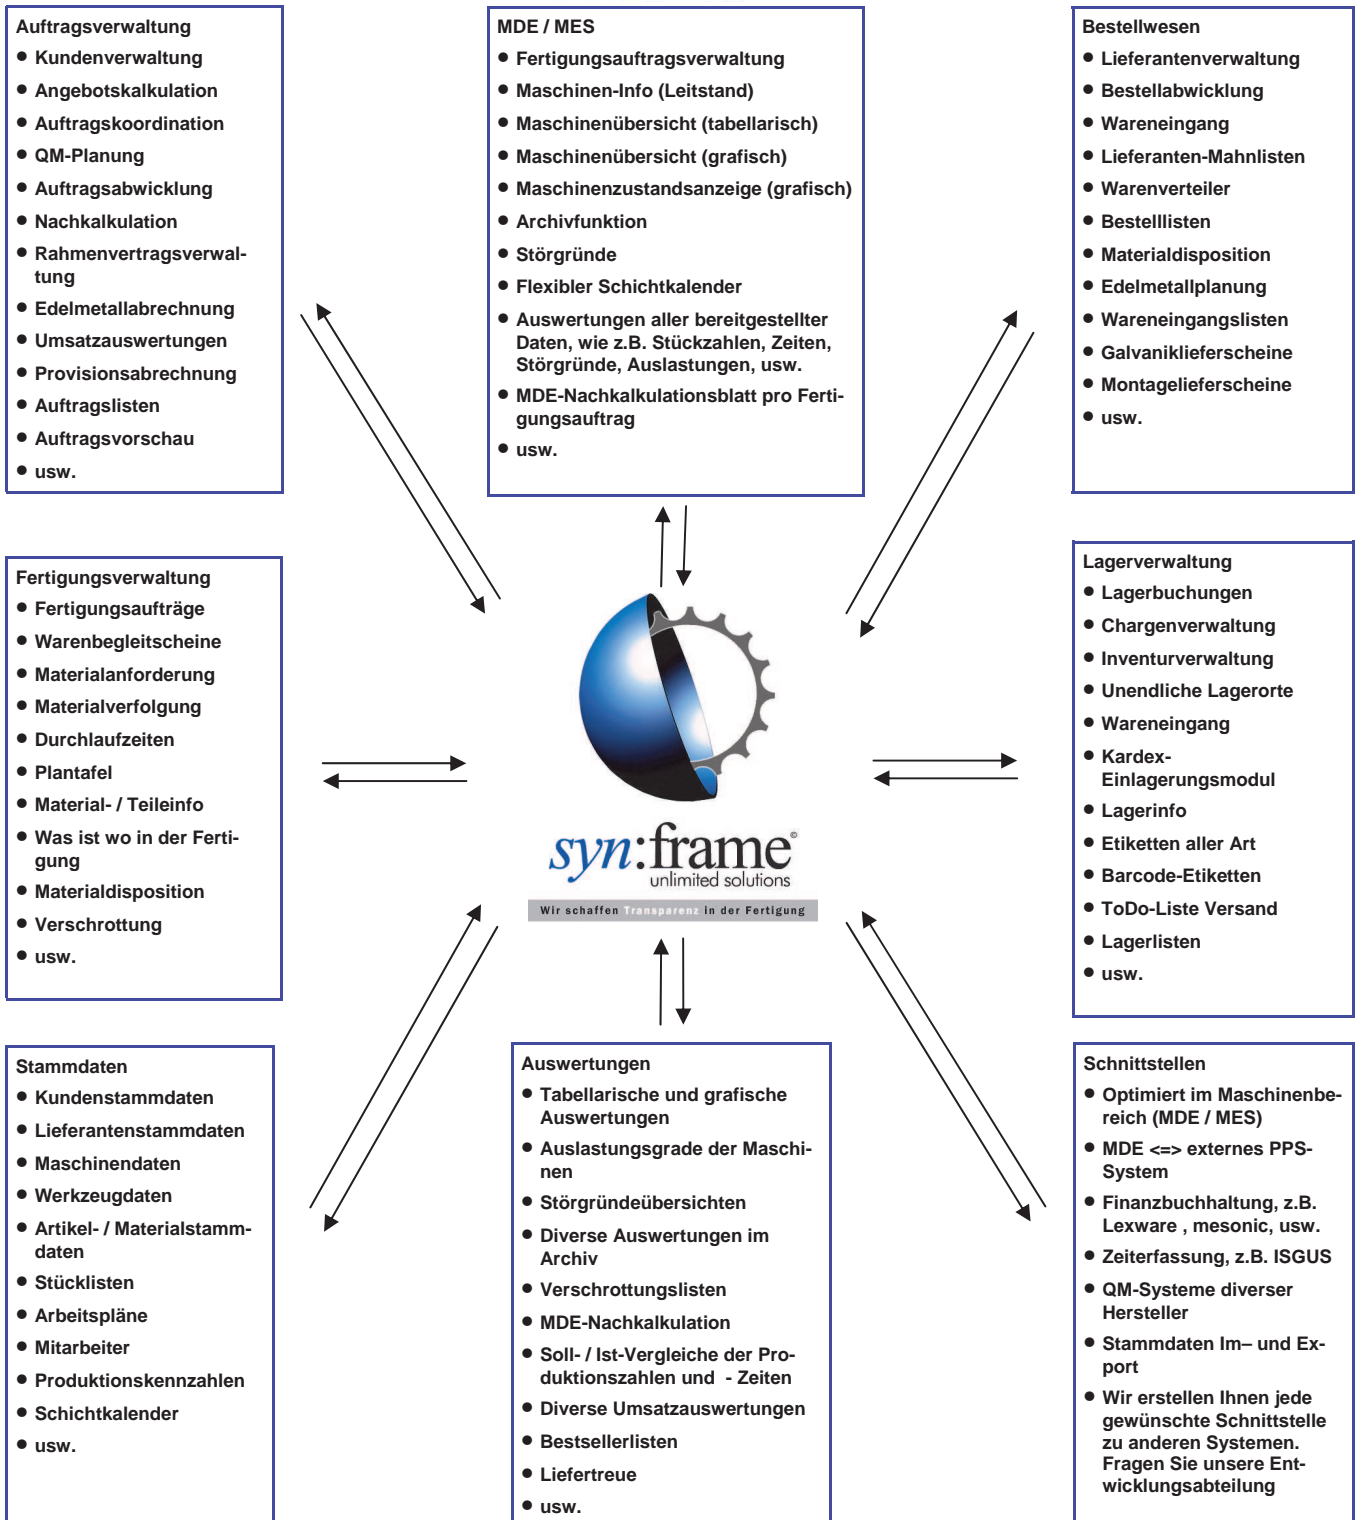 Auftragsverwaltung
● Kundenverwaltung
● Angebotskalkulation
● Auftragskoordination
● QM-Planung
● Auftragsabwicklung
● Nachkalkulation
● Rahmenvertragsverwal-
tung
● Edelmetallabrechnung
● Umsatzauswertungen
● Provisionsabrechnung
● Auftragslisten
● Auftragsvorschau
● usw.
MDE / MES
● Fertigungsauftragsverwaltung
● Maschinen-Info (Leitstand)
● Maschinenübersicht (tabellarisch)
● Maschinenübersicht (grafisch)
● Maschinenzustandsanzeige (grafisch)
● Archivfunktion
● Störgründe
● Flexibler Schichtkalender
● Auswertungen aller bereitgestellter
Daten, wie z.B. Stückzahlen, Zeiten,
Störgründe, Auslastungen, usw.
● MDE-Nachkalkulationsblatt pro Ferti-
gungsauftrag
● usw.
Bestellwesen
● Lieferantenverwaltung
● Bestellabwicklung
● Wareneingang
● Lieferanten-Mahnlisten
● Warenverteiler
● Bestelllisten
● Materialdisposition
● Edelmetallplanung
● Wareneingangslisten
● Galvaniklieferscheine
● Montagelieferscheine
● usw.
Fertigungsverwaltung
● Fertigungsaufträge
● Warenbegleitscheine
● Materialanforderung
● Materialverfolgung
● Durchlaufzeiten
● Plantafel
● Material- / Teileinfo
● Was ist wo in der Ferti-
gung
● Materialdisposition
● Verschrottung
● usw.
syn:frame©
unlimited solutions
Wir schaffen Transparenz in der Fertigung
Lagerverwaltung
● Lagerbuchungen
● Chargenverwaltung
● Inventurverwaltung
● Unendliche Lagerorte
● Wareneingang
● Kardex-
Einlagerungsmodul
● Lagerinfo
● Etiketten aller Art
● Barcode-Etiketten
● ToDo-Liste Versand
● Lagerlisten
● usw.
Stammdaten
● Kundenstammdaten
● Lieferantenstammdaten
● Maschinendaten
● Werkzeugdaten
● Artikel- / Materialstamm-
daten
● Stücklisten
● Arbeitspläne
● Mitarbeiter
● Produktionskennzahlen
● Schichtkalender
● usw.
Auswertungen
● Tabellarische und grafische
Auswertungen
● Auslastungsgrade der Maschi-
nen
● Störgründeübersichten
● Diverse Auswertungen im
Archiv
● Verschrottungslisten
● MDE-Nachkalkulation
● Soll- / Ist-Vergleiche der Pro-
duktionszahlen und - Zeiten
● Diverse Umsatzauswertungen
● Bestsellerlisten
● Liefertreue
● usw.
Schnittstellen
● Optimiert im Maschinenbe-
reich (MDE / MES)
● MDE <=> externes PPS-
System
● Finanzbuchhaltung, z.B.
Lexware , mesonic, usw.
● Zeiterfassung, z.B. ISGUS
● QM-Systeme diverser
Hersteller
● Stammdaten Im– und Ex-
port
● Wir erstellen Ihnen jede
gewünschte Schnittstelle
zu anderen Systemen.
Fragen Sie unsere Ent-
wicklungsabteilung